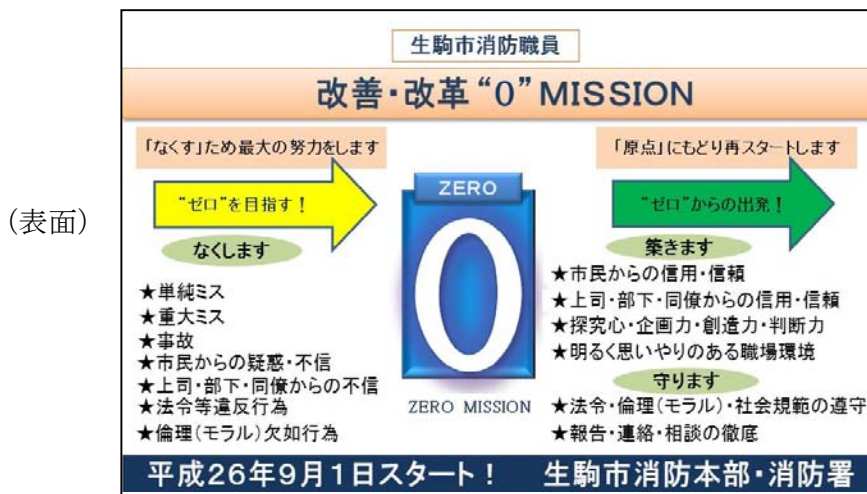 (表面)
生駒市消防職員
改善・改革“0”MISSION
「なくす」ため最大の努力をします
“ゼロ”を目指す！
なくします
★単純ミス
★重大ミス
★事故
★市民からの疑惑・不信
★上司・部下・同僚からの不信
★法令等違反行為
★倫理(モラル)欠如行為
ZERO
0
ZERO MISSION
「原点」にもどり再スタートします
“ゼロ”からの出発！
築きます
★市民からの信用・信頼
★上司・部下・同僚からの信用・信頼
★探究心・企画力・創造力・判断力
★明るく思いやりのある職場環境
守ります
★法令・倫理(モラル)・社会規範の遵守
★報告・連絡・相談の徹底
平成26年9月1日スタート！ 生駒市消防本部・消防署